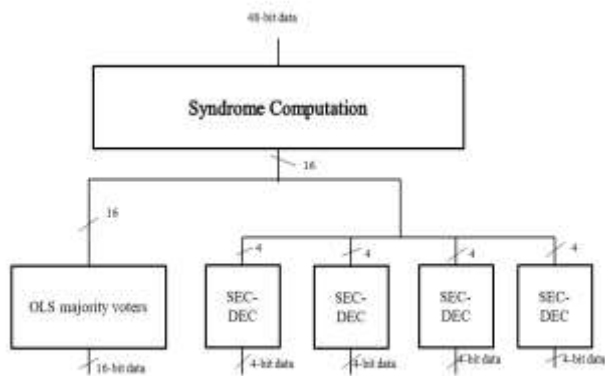 48-bit data
Syndrome Computation
16
16
4
4
4
4
OLS majority voters
SEC-
DEC
SEC-
DEC
SEC-
DEC
SEC-
DEC
16-bit data
4-bit data
4-bit data
4-bit data
4-bit data